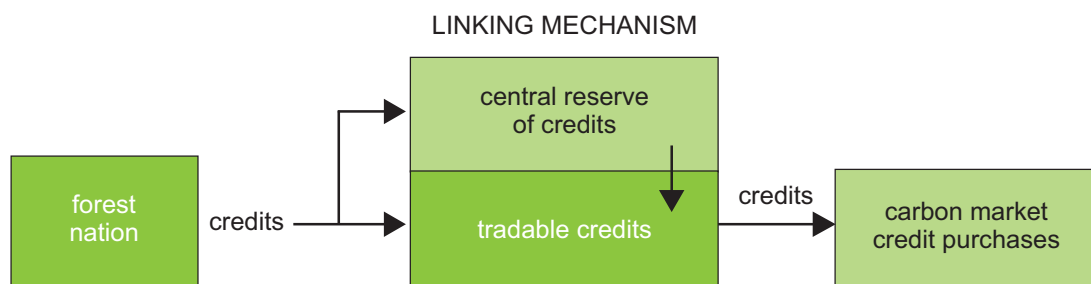 LINKING MECHANISM
central reserve
of credits
forest
nation
credits
tradable credits
credits
carbon market
credit purchases